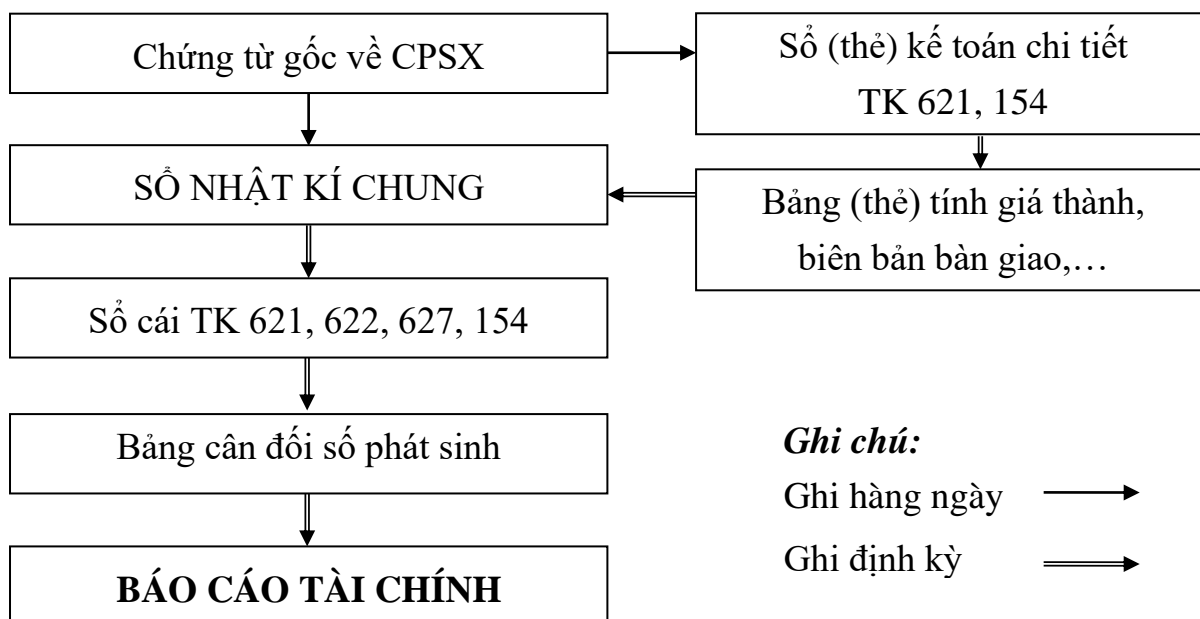 Chứng từ gốc về CPSX
Sổ (thẻ) kế toán chi tiết
TK 621, 154
SỔ NHẬT KÍ CHUNG
Bảng (thẻ) tính giá thành,
biên bản bàn giao,…
Sổ cái TK 621, 622, 627, 154
Bảng cân đối số phát sinh
BÁO CÁO TÀI CHÍNH
Ghi chú:
Ghi hàng ngày
Ghi định kỳ